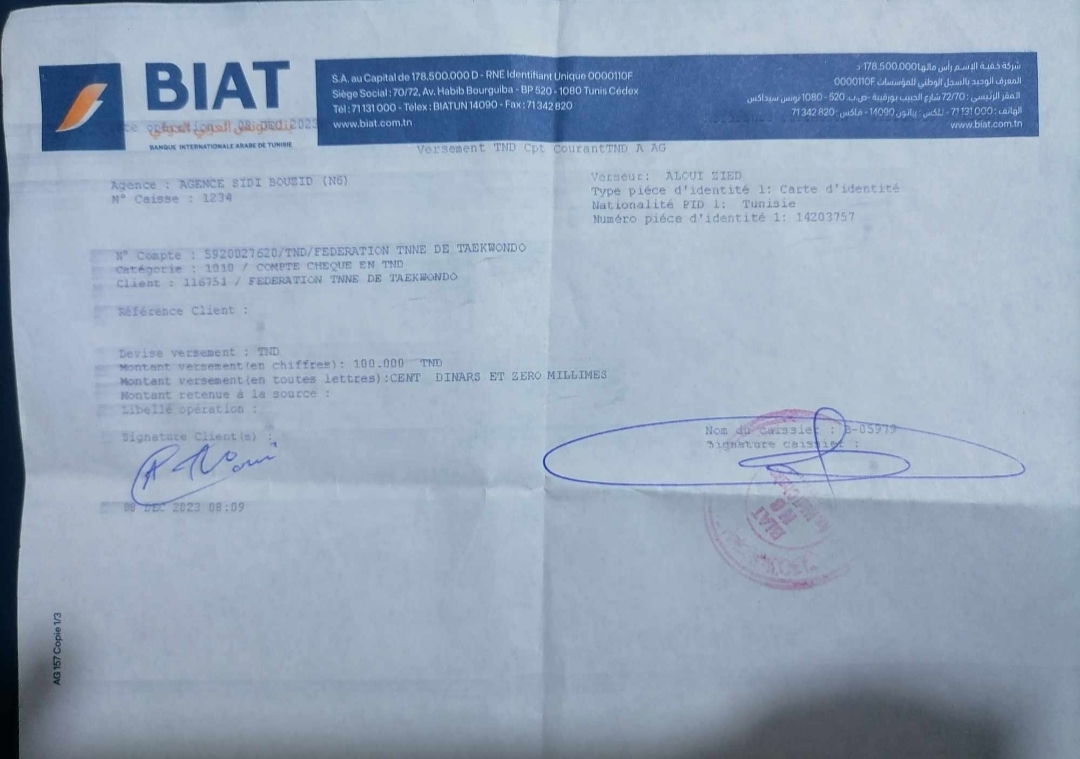 BIAT
BANQUE INTERNATIONALE ARABE DE TUNISIE
S.A. au Capital de 178.500.000 D - RNE Identifiant Unique 0000110F
Siège Social : 70/72, Av. Habib Bourguiba - BP 520 - 1080 Tunis Cédex
Tél : 71 131 000 - Télex : BIATUN 14090 - Fax : 71 342 820
www.biat.com.tn
شركة خفية الاسم رأس مالها 178.500.000 د
المعرف الوحيد بالسجل الوطني للمؤسسات 0000110F
المقر الرئيسي : 72/70 شارع الحبيب بورقيبة -ص.ب. 520 - 1080 تونس سيداكس
الهاتف : 71 131 000 - تلكس : بياتون 14090 - فاكس : 71 342 820
www.biat.com.tn
2023
Versement TND Cpt CourantTND A AG
Agence : AGENCE SIDI BOUSID (N6)
N° Caisse : 1234
Verseur: ALOUI ZIED
Type piéce d'identité 1: Carte d'identité
Nationalité PID 1: Tunisie
Numéro piéce d'identité 1: 14203757
N° Compte : 5920027620/TND/FEDERATION TNNE DE TAEKWONDO
Catégorie : 1010 / COMPTE CHEQUE EN TND
Client : 116751 / FEDERATION TNNE DE TAEKWONDO
Référence Client :
Devise versement : TND
Montant versement(en chiffres): 100.000 TND
Montant versement(en toutes lettres):CENT DINARS ET ZERO MILLIMES
Montant retenue à la source :
Libellé opération :
Signature Client(s) :
Nom du caissier : B-05979
Signature caissier :
BIAT
N 6
08 DEC 2023 08:09
AG 157 Copie 1/3